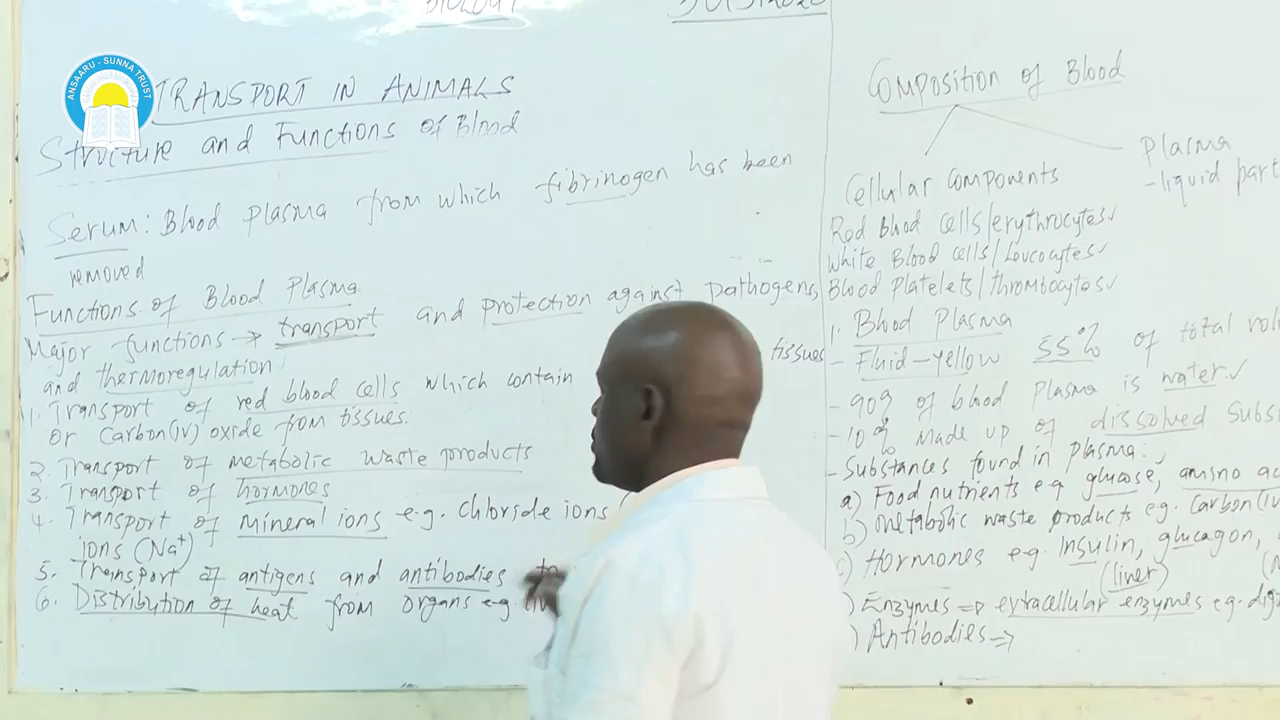 BIOLOGY
ANSAARU - SUNNA TRUST
TRANSPORT IN ANIMALS
Structure and Functions of Blood
Serum: Blood plasma from which fibrinogen has been
removed
Functions of Blood Plasma
Major functions → transport and protection against pathogens,
and thermoregulation
1. Transport of red blood cells which contain tissues
or Carbon(iv) oxide from tissues.
2. Transport of metabolic waste products
3. Transport of hormones
4. Transport of mineral ions e.g. chloride ions (
ions (Na⁺)
5. Transport of antigens and antibodies to
6. Distribution of heat from organs e.g. liv
Composition of Blood
Plasma
-liquid part
Cellular components
Red Blood cells/erythrocytes✓
White Blood cells/Leucocytes✓
Blood Platelets/thrombocytes✓
1. Blood Plasma
- Fluid-yellow 55% of total
- 90% of blood plasma is water.✓
- 10% made up of dissolved
- Substances found in plasma:✓
a) Food nutrients e.g glucose, amino
b) Metabolic waste products e.g. Carbon(iv
) Hormones e.g. Insulin, glucagon,
(liver)
) Enzymes ⇒ extracellular enzymes e.g.
) Antibodies ⇒